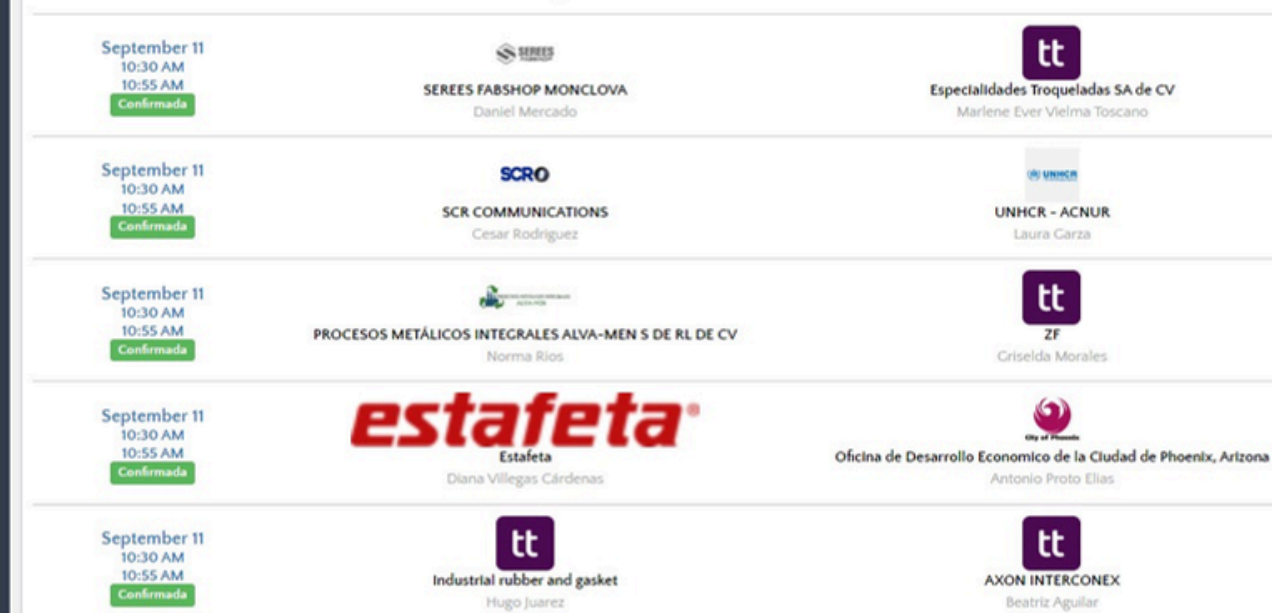 September 11
10:30 AM
10:55 AM
Confirmada
SEREES
SEREES FABSHOP MONCLOVA
Daniel Mercado
tt
Especialidades Troqueladas SA de CV
Marlene Ever Vielma Toscano
September 11
10:30 AM
10:55 AM
Confirmada
SCR
SCR COMMUNICATIONS
Cesar Rodriguez
UNHCR
UNHCR - ACNUR
Laura Garza
September 11
10:30 AM
10:55 AM
Confirmada
PROCESOS METÁLICOS INTEGRALES ALVA-MEN S DE RL DE CV
Norma Rios
tt
ZF
Griselda Morales
September 11
10:30 AM
10:55 AM
Confirmada
estafeta®
Estafeta
Diana Villegas Cárdenas
City of Phoenix
Oficina de Desarrollo Economico de la Ciudad de Phoenix, Arizona
Antonio Proto Elias
September 11
10:30 AM
10:55 AM
Confirmada
tt
Industrial rubber and gasket
Hugo Juarez
tt
AXON INTERCONEX
Beatriz Aguilar